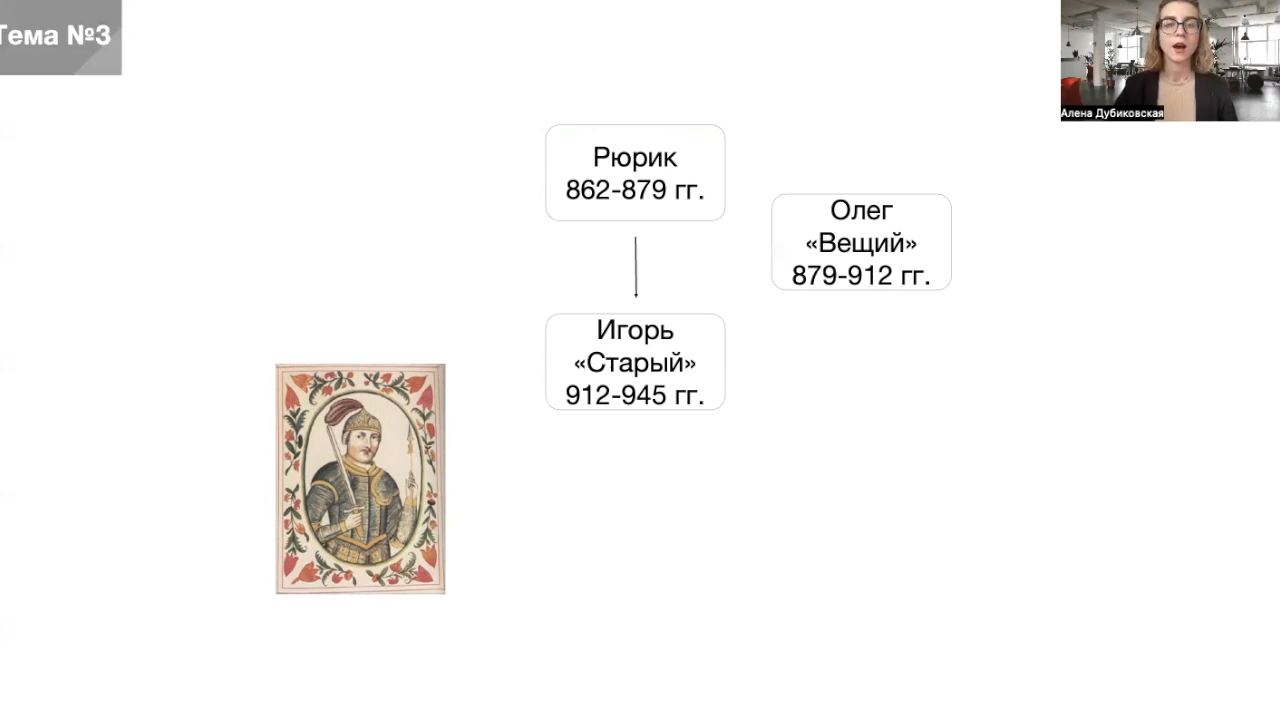 Тема №3
Алена Дубиковская
Рюрик
862-879 гг.
Олег
«Вещий»
879-912 гг.
Игорь
«Старый»
912-945 гг.